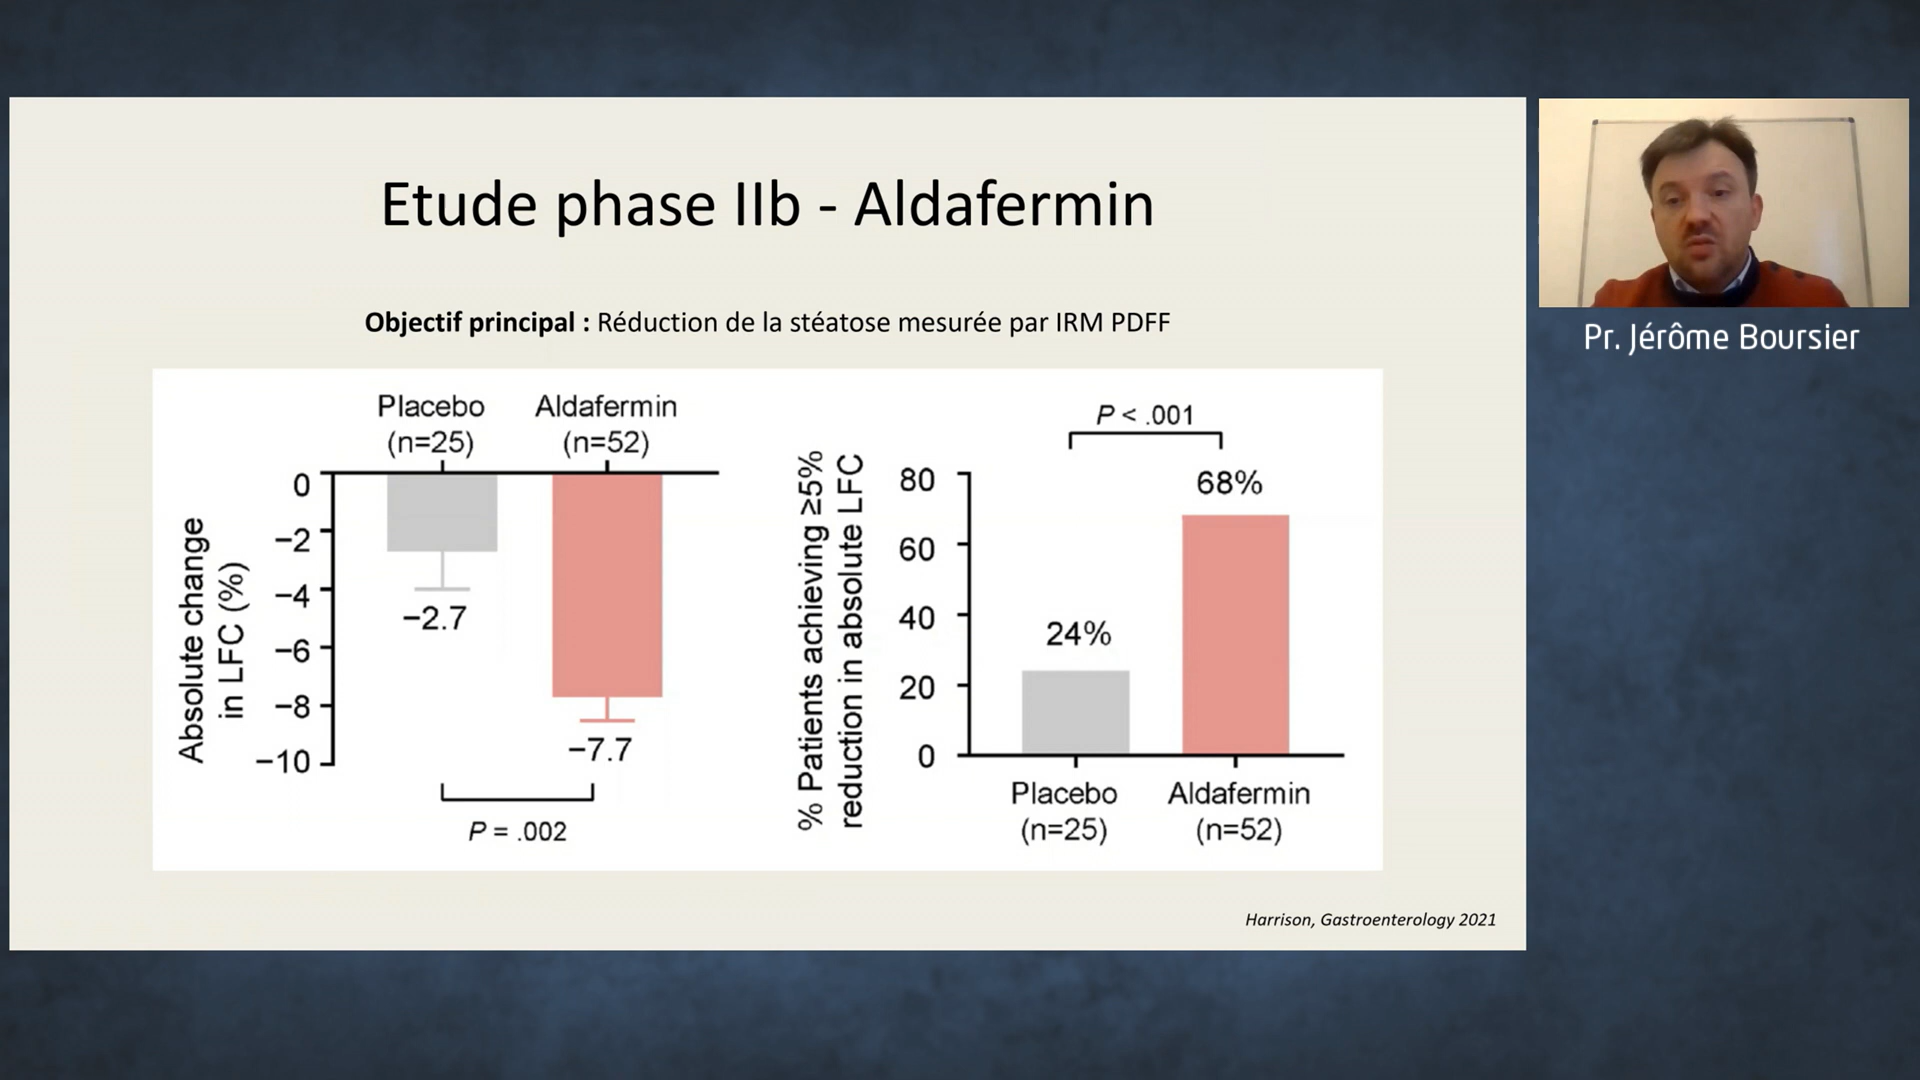 Etude phase IIb - Aldafermin
Objectif principal : Réduction de la stéatose mesurée par IRM PDFF
Placebo
(n=25)
Aldafermin
(n=52)
Absolute change
in LFC (%)
0
−2
−4
−6
−8
−10
−2.7
−7.7
P = .002
% Patients achieving ≥5%
reduction in absolute LFC
P < .001
80
60
40
20
0
24%
68%
Placebo
(n=25)
Aldafermin
(n=52)
Harrison, Gastroenterology 2021
Pr. Jérôme Boursier